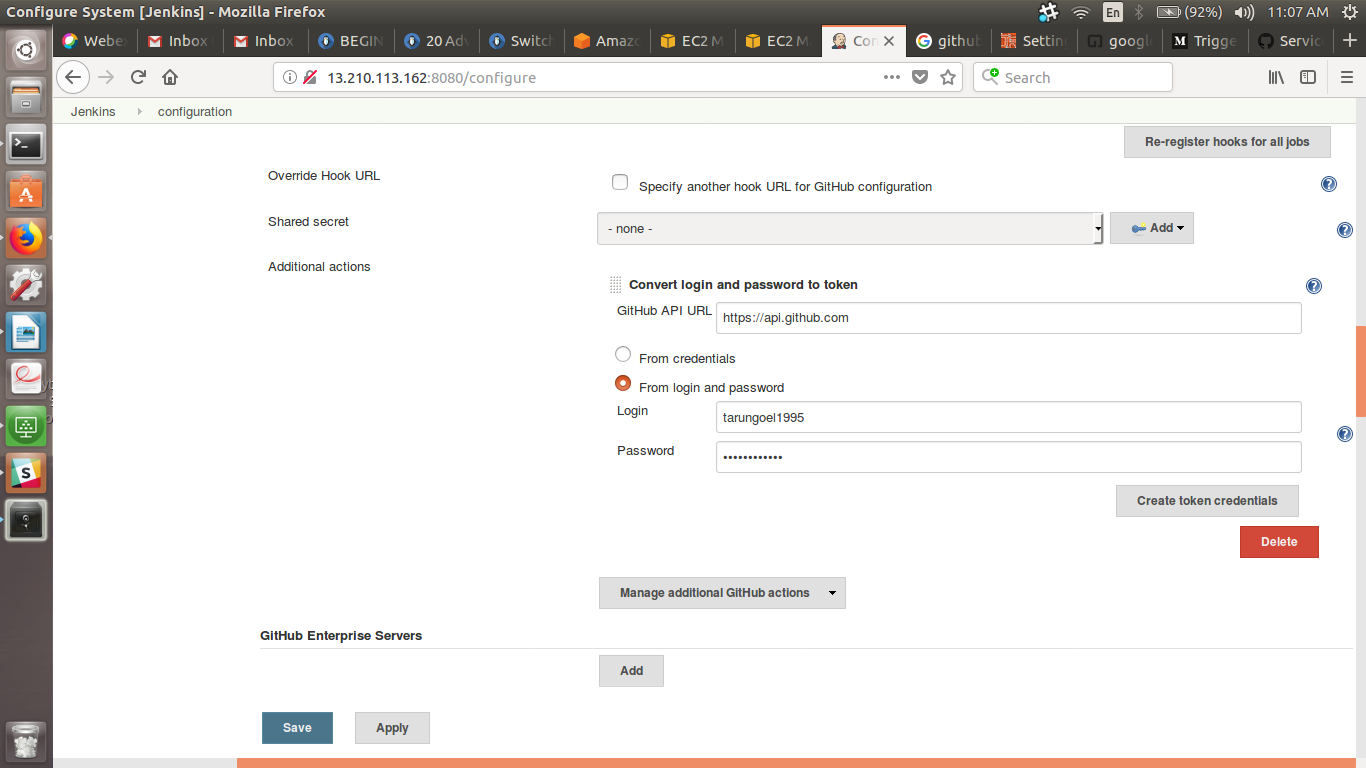 Configure System [Jenkins] - Mozilla Firefox
En (92%) 11:07 AM
Webex Inbox Inbox BEGIN 20 Adv Switch Amazo EC2 M EC2 M Con github Settin google Trigge Servic
13.210.113.162:8080/configure
Search
Jenkins configuration
Re-register hooks for all jobs
Override Hook URL
Specify another hook URL for GitHub configuration
Shared secret
- none -
Add
Additional actions
Convert login and password to token
GitHub API URL
https://api.github.com
From credentials
From login and password
Login
tarungoel1995
Password
••••••••••••
Create token credentials
Delete
Manage additional GitHub actions
GitHub Enterprise Servers
Add
Save Apply